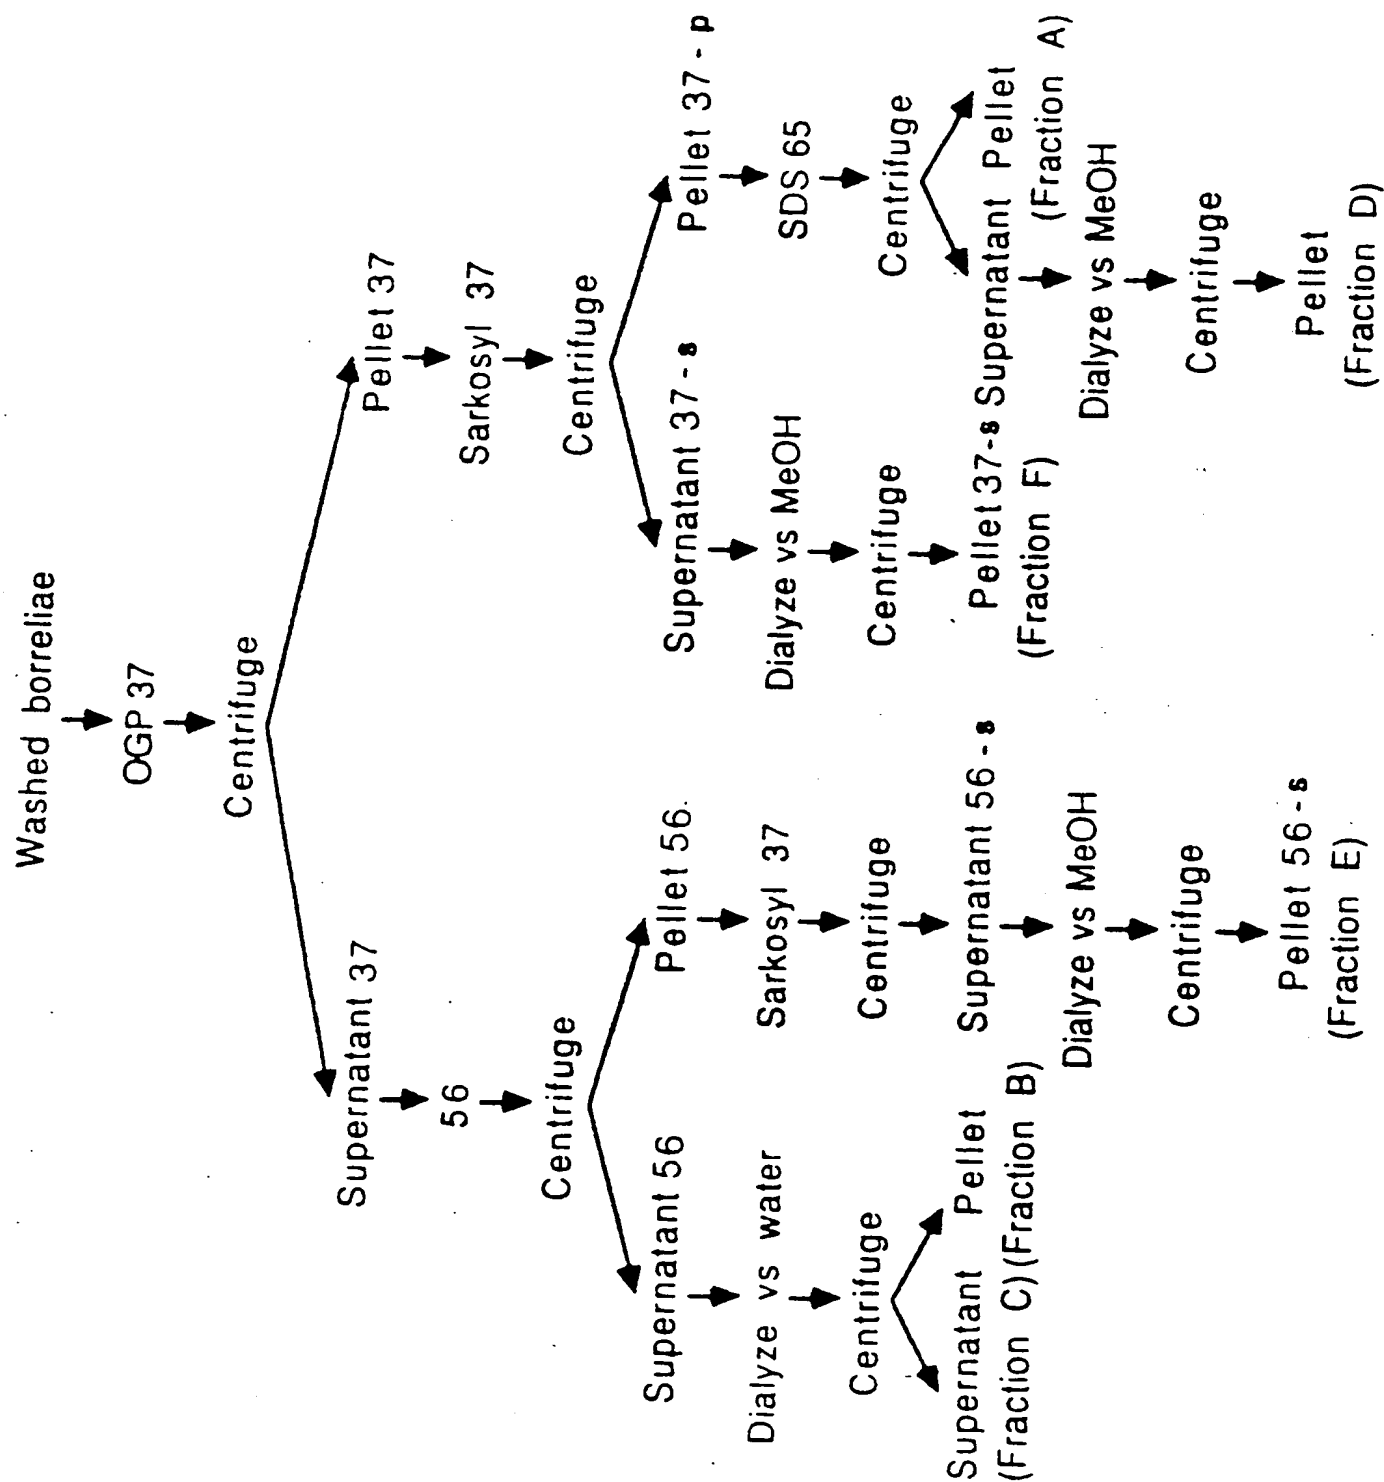 Washed borreliae
OGP 37
Centrifuge
Supernatant 37
56
Centrifuge
Supernatant 56
Dialyze vs water
Centrifuge
Supernatant
(Fraction C)
Pellet
(Fraction B)
Pellet 56
Sarkosyl 37
Centrifuge
Supernatant 56-s
Dialyze vs MeOH
Centrifuge
Pellet 56-s
(Fraction E)
Pellet 37
Sarkosyl 37
Centrifuge
Supernatant 37-s
Dialyze vs MeOH
Centrifuge
Pellet 37-s
(Fraction F)
Pellet 37-p
SDS 65
Centrifuge
Supernatant
Dialyze vs MeOH
Centrifuge
Pellet
(Fraction D)
Pellet
(Fraction A)